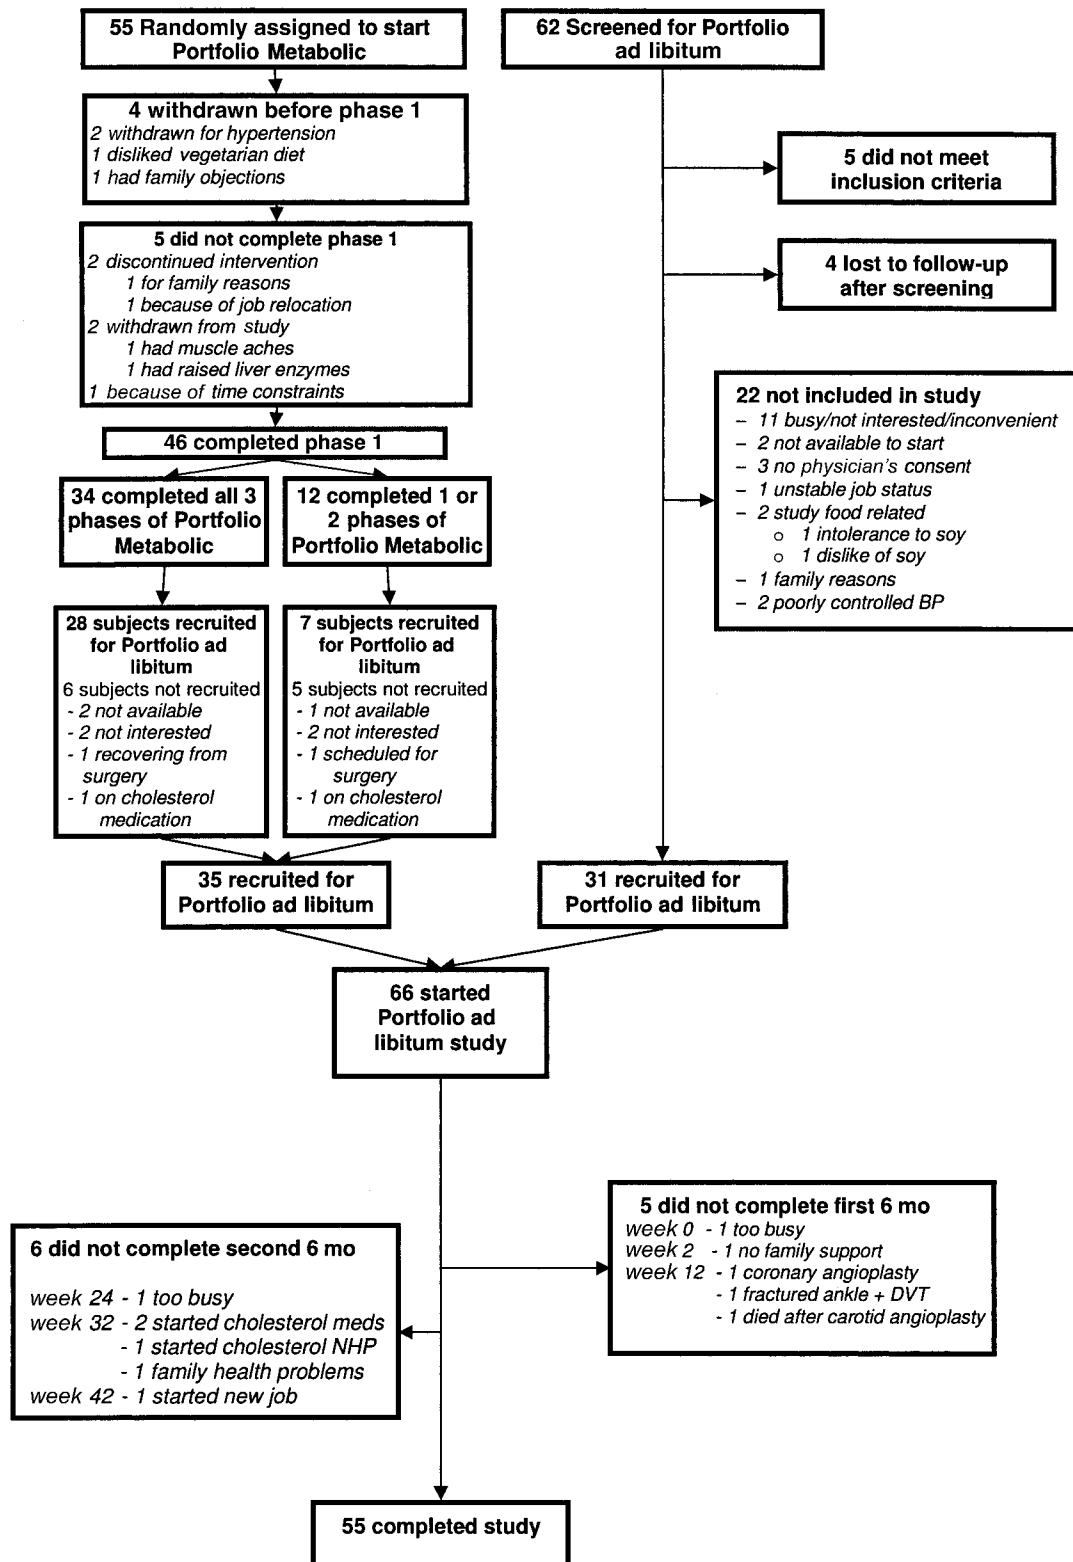 55 Randomly assigned to start
Portfolio Metabolic
62 Screened for Portfolio
ad libitum
4 withdrawn before phase 1
2 withdrawn for hypertension
1 disliked vegetarian diet
1 had family objections
5 did not meet
inclusion criteria
5 did not complete phase 1
2 discontinued intervention
1 for family reasons
1 because of job relocation
2 withdrawn from study
1 had muscle aches
1 had raised liver enzymes
1 because of time constraints
4 lost to follow-up
after screening
22 not included in study
– 11 busy/not interested/inconvenient
– 2 not available to start
– 3 no physician's consent
– 1 unstable job status
– 2 study food related
o 1 intolerance to soy
o 1 dislike of soy
– 1 family reasons
– 2 poorly controlled BP
46 completed phase 1
34 completed all 3
phases of Portfolio
Metabolic
12 completed 1 or
2 phases of
Portfolio Metabolic
28 subjects recruited
for Portfolio ad
libitum
6 subjects not recruited
- 2 not available
- 2 not interested
- 1 recovering from
surgery
- 1 on cholesterol
medication
7 subjects recruited
for Portfolio ad
libitum
5 subjects not recruited
- 1 not available
- 2 not interested
- 1 scheduled for
surgery
- 1 on cholesterol
medication
35 recruited for
Portfolio ad libitum
31 recruited for
Portfolio ad libitum
66 started
Portfolio ad
libitum study
5 did not complete first 6 mo
week 0 - 1 too busy
week 2 - 1 no family support
week 12 - 1 coronary angioplasty
- 1 fractured ankle + DVT
- 1 died after carotid angioplasty
6 did not complete second 6 mo
week 24 - 1 too busy
week 32 - 2 started cholesterol meds
- 1 started cholesterol NHP
- 1 family health problems
week 42 - 1 started new job
55 completed study